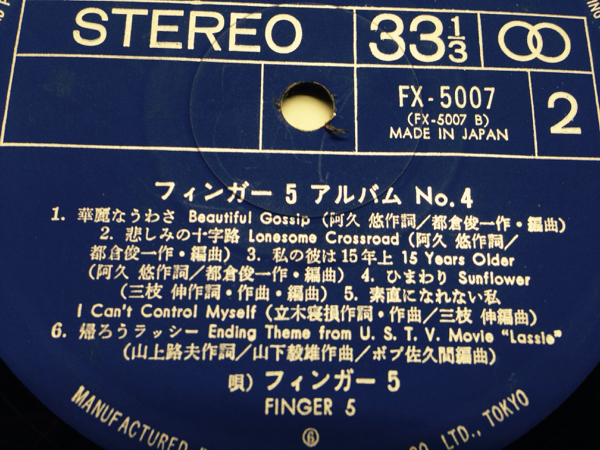 STEREO
33 1/3
FX-5007
(FX-5007 B)
MADE IN JAPAN
2
フィンガー 5 アルバム No.4
1. 華麗なうわさ Beautiful Gossip (阿久 悠作詞/都倉俊一作・編曲)
2. 悲しみの十字路 Lonesome Crossroad (阿久 悠作詞/
都倉俊一作・編曲) 3. 私の彼は15年上 15 Years Older
(阿久 悠作詞/都倉俊一作・編曲) 4. ひまわり Sunflower
(三枝 伸作詞・作曲・編曲) 5. 素直になれない私
I Can't Control Myself (立木寝損作詞・作曲/三枝 伸編曲)
6. 帰ろうラッシー Ending Theme from U. S. T. V. Movie "Lassie"
(山上路夫作詞/山下毅雄作曲/ボブ佐久間編曲)
唄) フィンガー 5
FINGER 5
⑥
MANUFACTURED
CO. LTD., TOKYO